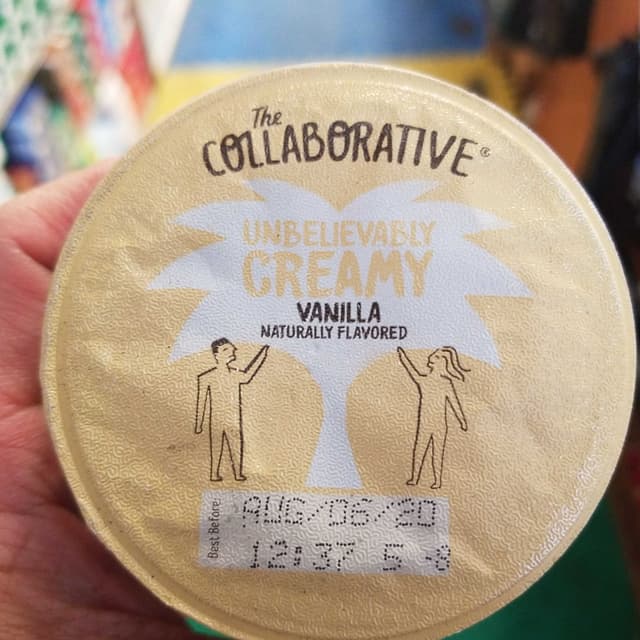 The
COLLABORATIVE®
UNBELIEVABLY
CREAMY
VANILLA
NATURALLY FLAVORED
Best Before:
AUG/06/20
12:37 5 -8